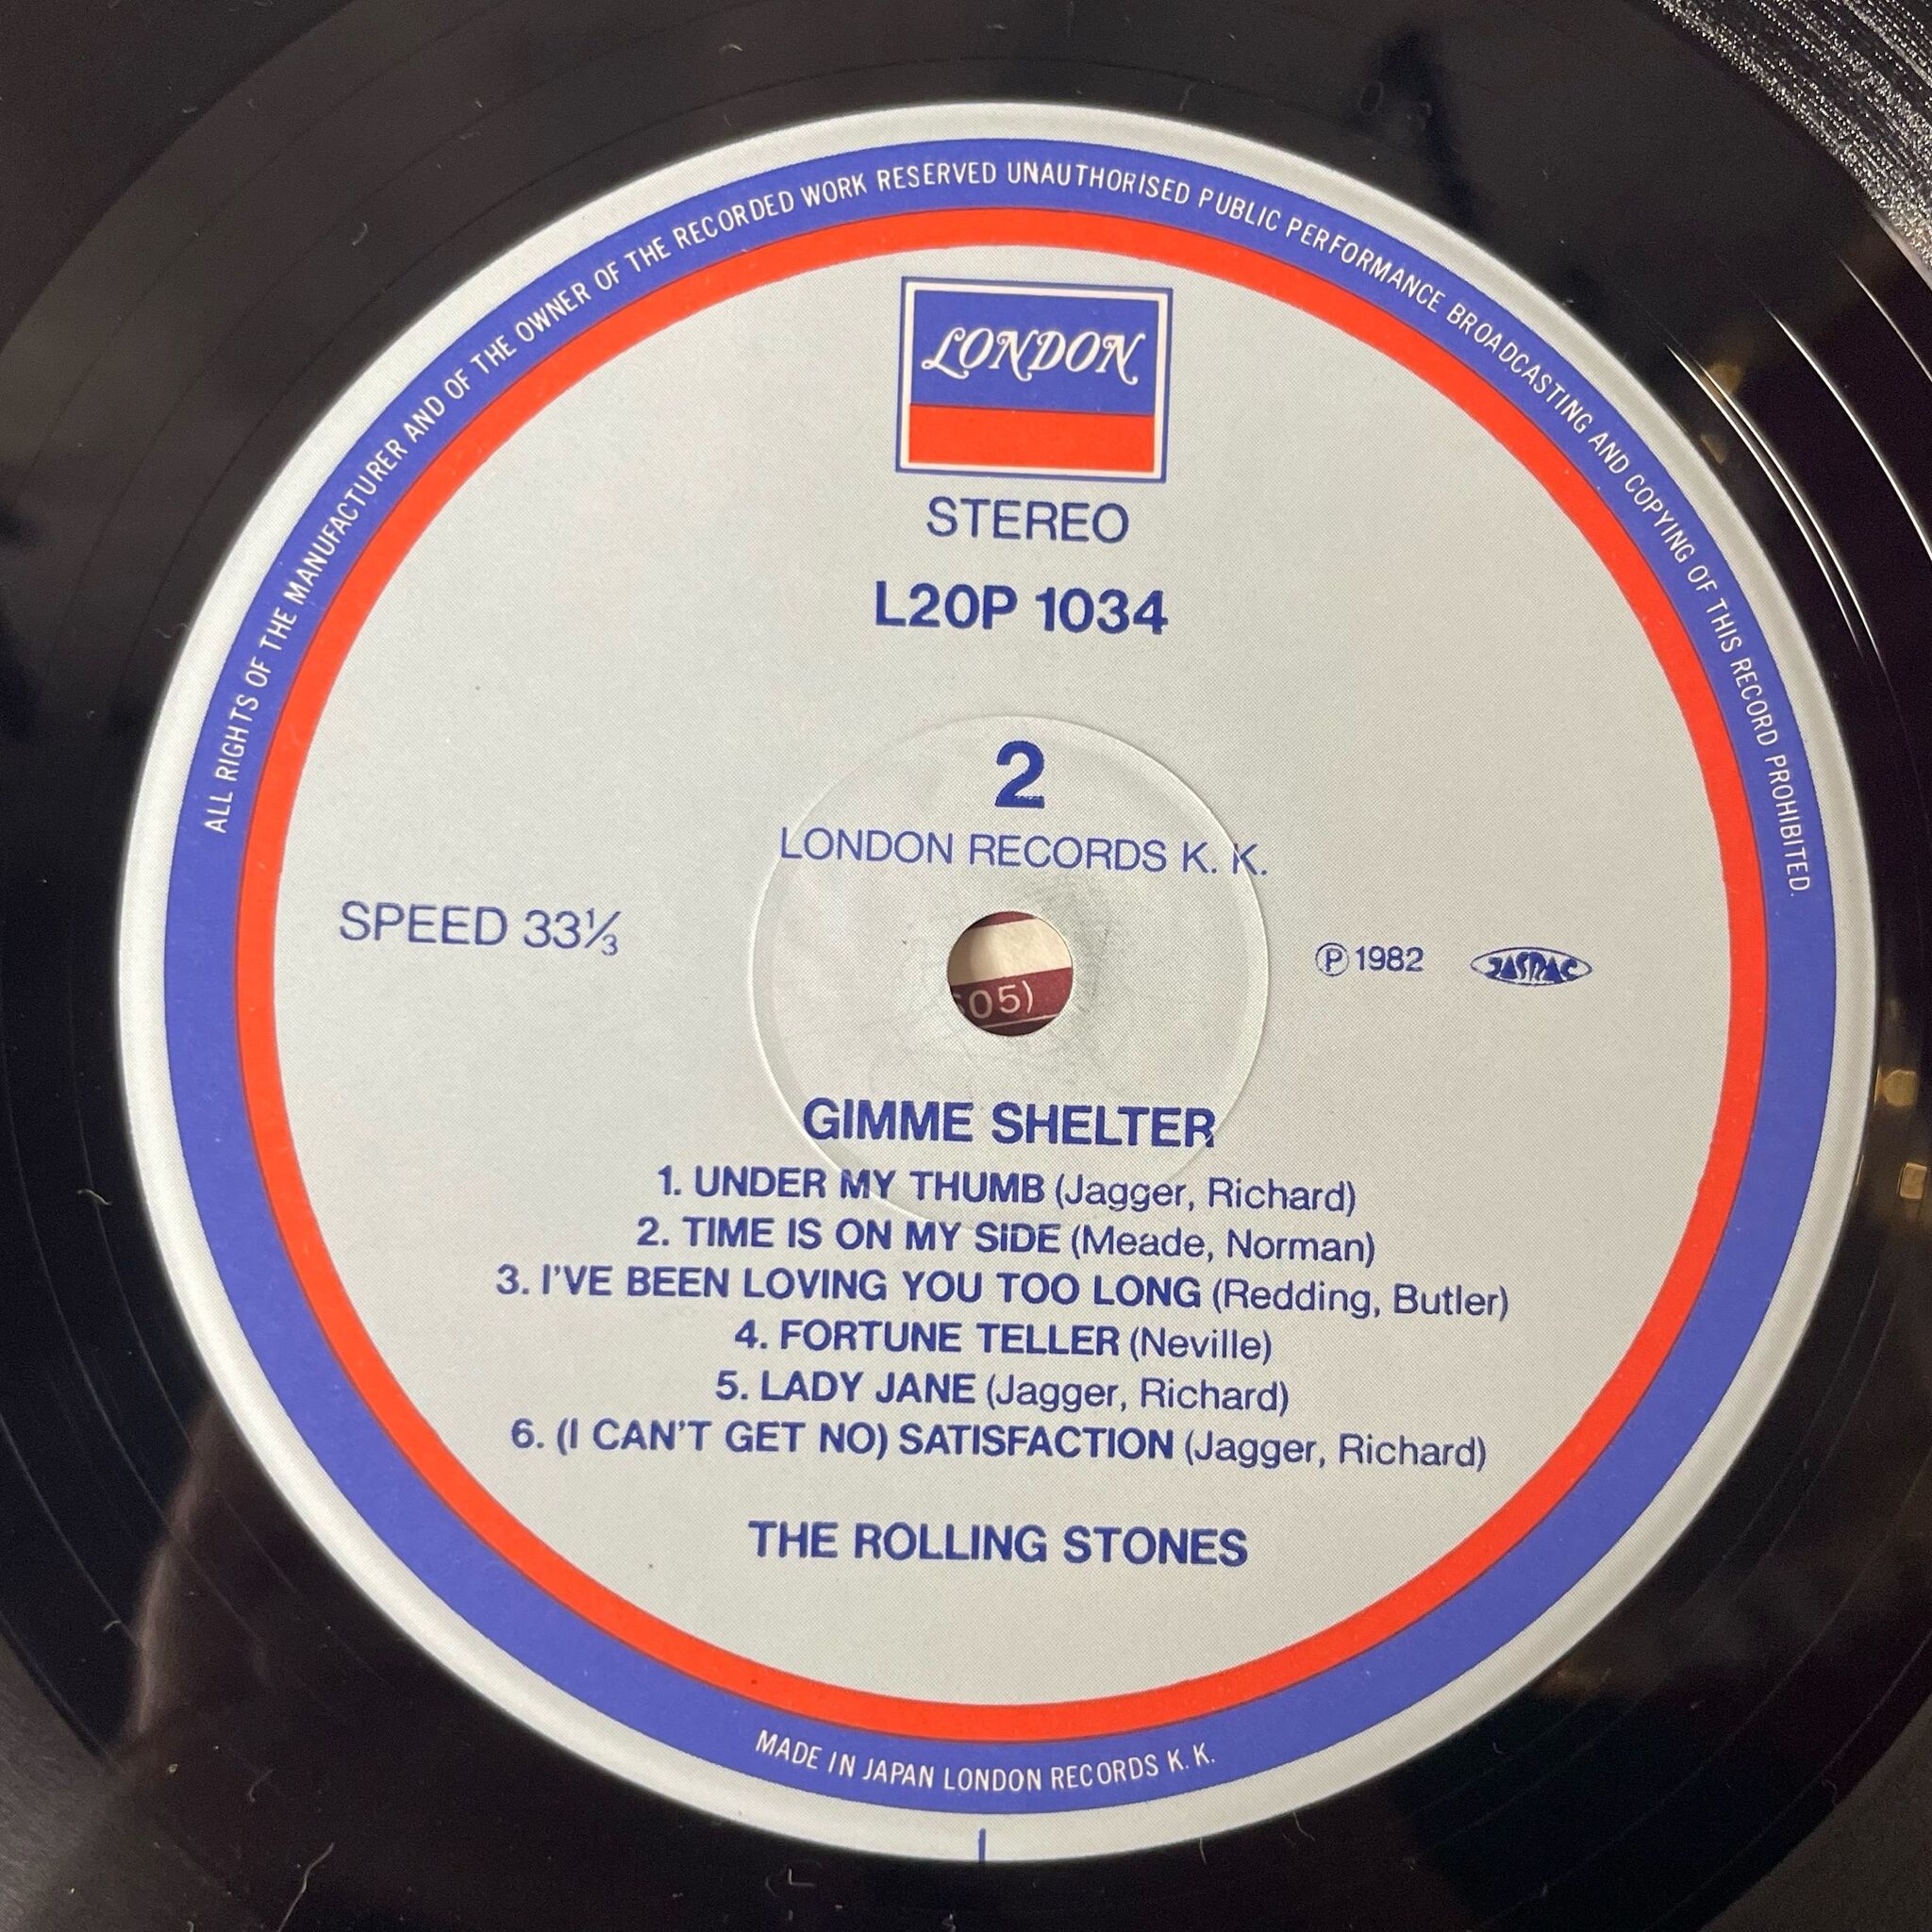 ALL RIGHTS OF THE MANUFACTURER AND OF THE OWNER OF THE RECORDED WORK RESERVED UNAUTHORISED PUBLIC PERFORMANCE BROADCASTING AND COPYING OF THIS RECORD PROHIBITED.
LONDON
STEREO
L20P 1034
2
LONDON RECORDS K. K.
SPEED 33⅓
Ⓟ1982 JASRAC
05)
GIMME SHELTER
1. UNDER MY THUMB (Jagger, Richard)
2. TIME IS ON MY SIDE (Meade, Norman)
3. I'VE BEEN LOVING YOU TOO LONG (Redding, Butler)
4. FORTUNE TELLER (Neville)
5. LADY JANE (Jagger, Richard)
6. (I CAN'T GET NO) SATISFACTION (Jagger, Richard)
THE ROLLING STONES
MADE IN JAPAN LONDON RECORDS K. K.